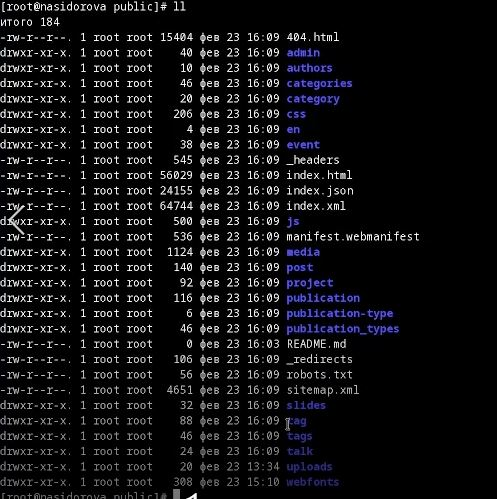 [root@nasidorova public]# ll
итого 184
-rw-r--r--. 1 root root 15404 фев 23 16:09 404.html
drwxr-xr-x. 1 root root 40 фев 23 16:09 admin
drwxr-xr-x. 1 root root 10 фев 23 16:09 authors
drwxr-xr-x. 1 root root 46 фев 23 16:09 categories
drwxr-xr-x. 1 root root 20 фев 23 16:09 category
drwxr-xr-x. 1 root root 206 фев 23 16:09 css
drwxr-xr-x. 1 root root 4 фев 23 16:09 en
drwxr-xr-x. 1 root root 38 фев 23 16:09 event
-rw-r--r--. 1 root root 545 фев 23 16:09 _headers
-rw-r--r--. 1 root root 56029 фев 23 16:09 index.html
-rw-r--r--. 1 root root 24155 фев 23 16:09 index.json
-rw-r--r--. 1 root root 64744 фев 23 16:09 index.xml
drwxr-xr-x. 1 root root 500 фев 23 16:09 js
-rw-r--r--. 1 root root 536 фев 23 16:09 manifest.webmanifest
drwxr-xr-x. 1 root root 1124 фев 23 16:09 media
drwxr-xr-x. 1 root root 140 фев 23 16:09 post
drwxr-xr-x. 1 root root 92 фев 23 16:09 project
drwxr-xr-x. 1 root root 116 фев 23 16:09 publication
drwxr-xr-x. 1 root root 6 фев 23 16:09 publication-type
drwxr-xr-x. 1 root root 46 фев 23 16:09 publication_types
-rw-r--r--. 1 root root 0 фев 23 16:03 README.md
-rw-r--r--. 1 root root 106 фев 23 16:09 _redirects
-rw-r--r--. 1 root root 56 фев 23 16:09 robots.txt
-rw-r--r--. 1 root root 4651 фев 23 16:09 sitemap.xml
drwxr-xr-x. 1 root root 32 фев 23 16:09 slides
drwxr-xr-x. 1 root root 88 фев 23 16:09 tag
drwxr-xr-x. 1 root root 46 фев 23 16:09 tags
drwxr-xr-x. 1 root root 24 фев 23 16:09 talk
drwxr-xr-x. 1 root root 20 фев 23 13:34 uploads
drwxr-xr-x. 1 root root 308 фев 23 15:10 webfonts
[root@nasidorova public]#